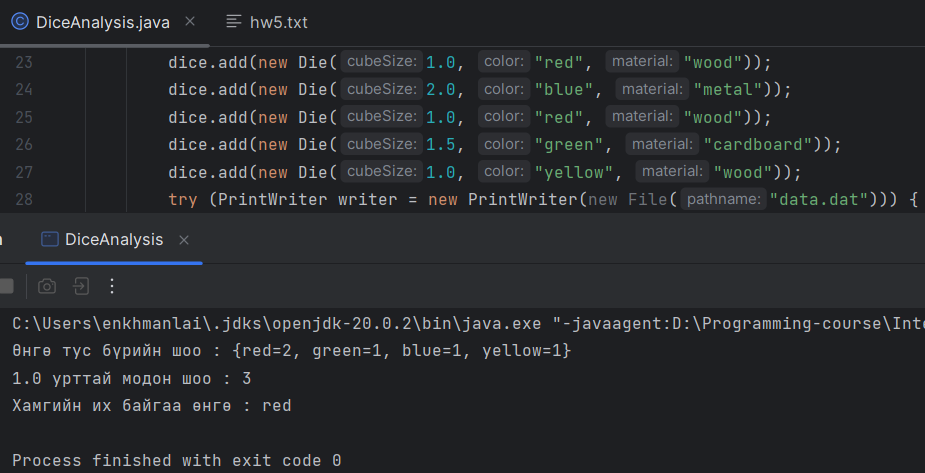 DiceAnalysis.java
hw5.txt
23 dice.add(new Die( cubeSize: 1.0, color: "red", material: "wood"));
24 dice.add(new Die( cubeSize: 2.0, color: "blue", material: "metal"));
25 dice.add(new Die( cubeSize: 1.0, color: "red", material: "wood"));
26 dice.add(new Die( cubeSize: 1.5, color: "green", material: "cardboard"));
27 dice.add(new Die( cubeSize: 1.0, color: "yellow", material: "wood"));
28 try (PrintWriter writer = new PrintWriter(new File( pathname: "data.dat"))) {
DiceAnalysis
C:\Users\enkhmanlai\.jdks\openjdk-20.0.2\bin\java.exe "-javaagent:D:\Programming-course\Inte
Өнгө тус бүрийн шоо : {red=2, green=1, blue=1, yellow=1}
1.0 урттай модон шоо : 3
Хамгийн их байгаа өнгө : red
Process finished with exit code 0